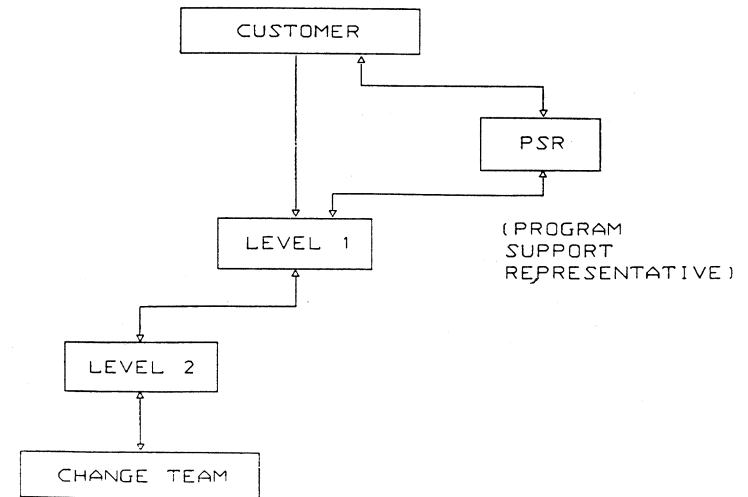 CUSTOMER
PSR
LEVEL 1
(PROGRAM
SUPPORT
REPRESENTATIVE)
LEVEL 2
CHANGE TEAM